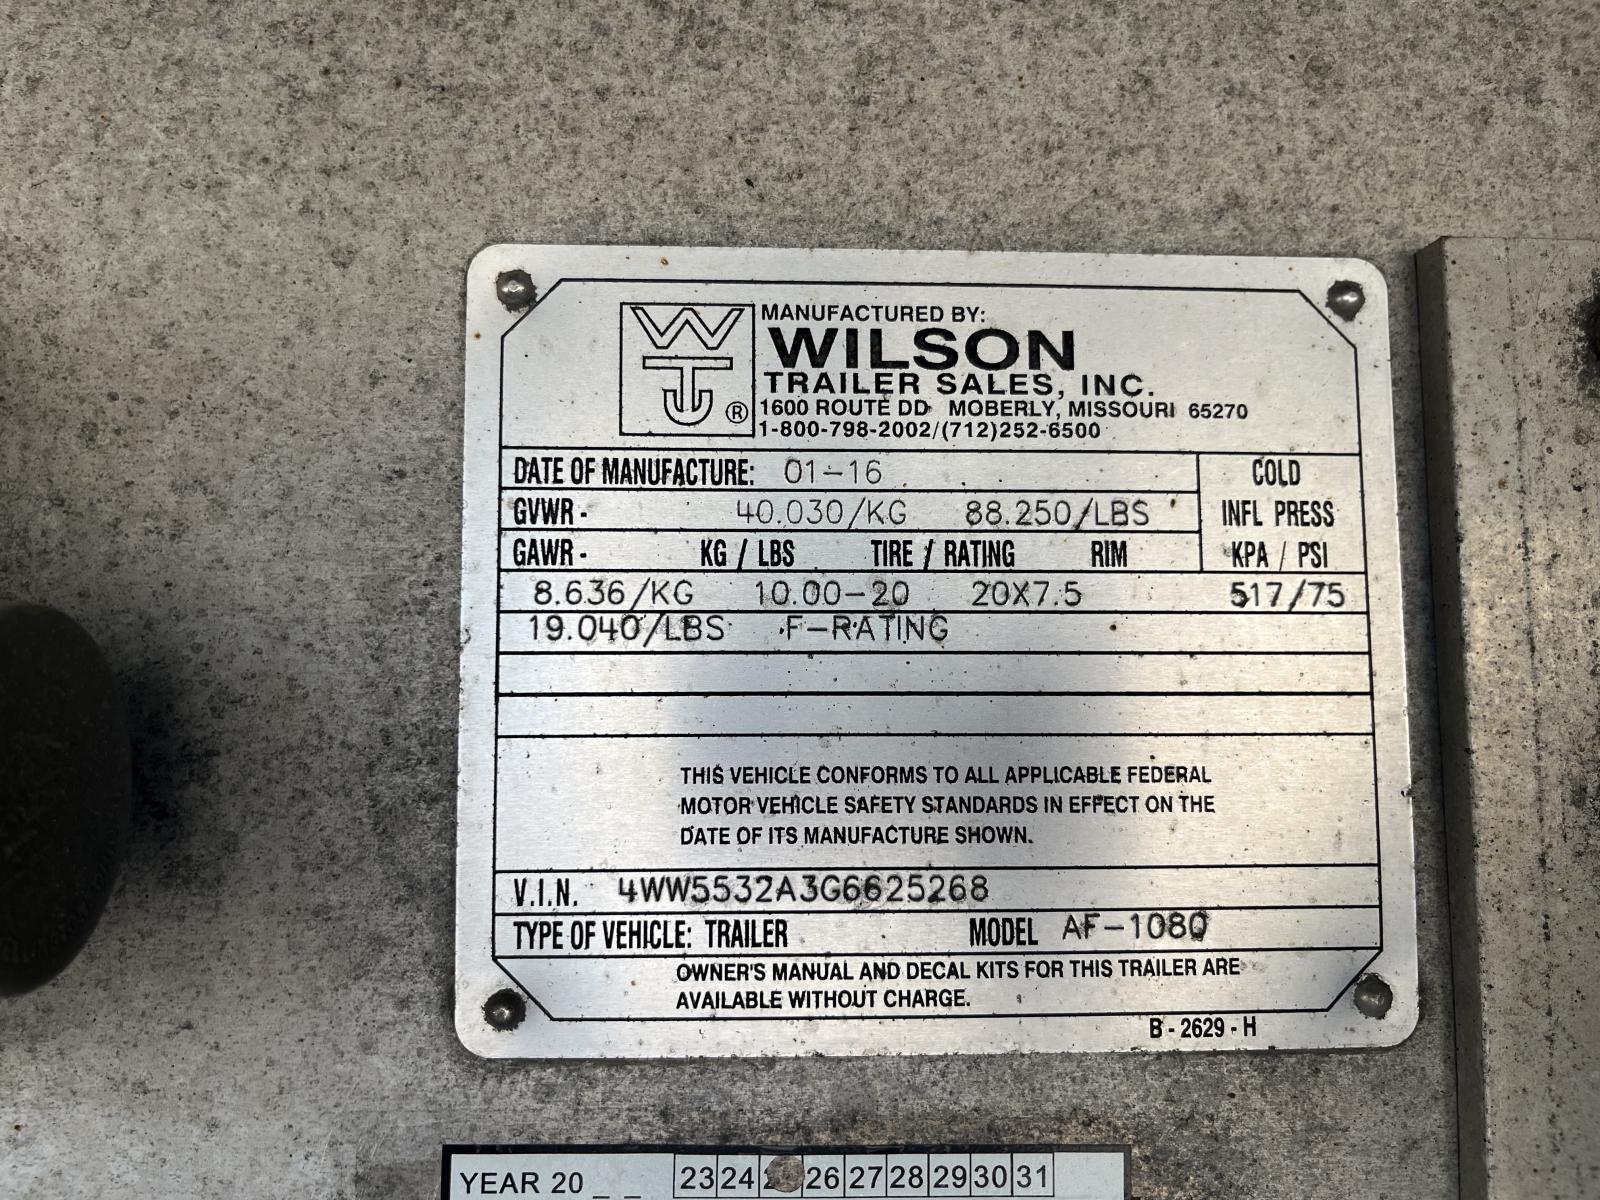 WTJ ®
MANUFACTURED BY:
WILSON
TRAILER SALES, INC.
1600 ROUTE DD MOBERLY, MISSOURI 65270
1-800-798-2002/(712)252-6500
DATE OF MANUFACTURE: 01-16
COLD
INFL PRESS
KPA / PSI
GVWR - 40.030/KG 88.250/LBS
GAWR - KG / LBS TIRE / RATING RIM
8.636/KG 10.00-20 20X7.5 517/75
19.040/LBS F-RATING
THIS VEHICLE CONFORMS TO ALL APPLICABLE FEDERAL
MOTOR VEHICLE SAFETY STANDARDS IN EFFECT ON THE
DATE OF ITS MANUFACTURE SHOWN.
V.I.N. 4WW5532A3G6625268
TYPE OF VEHICLE: TRAILER MODEL AF-1080
OWNER'S MANUAL AND DECAL KITS FOR THIS TRAILER ARE
AVAILABLE WITHOUT CHARGE.
B - 2629 - H
YEAR 20 _ _ 23 24 26 27 28 29 30 31